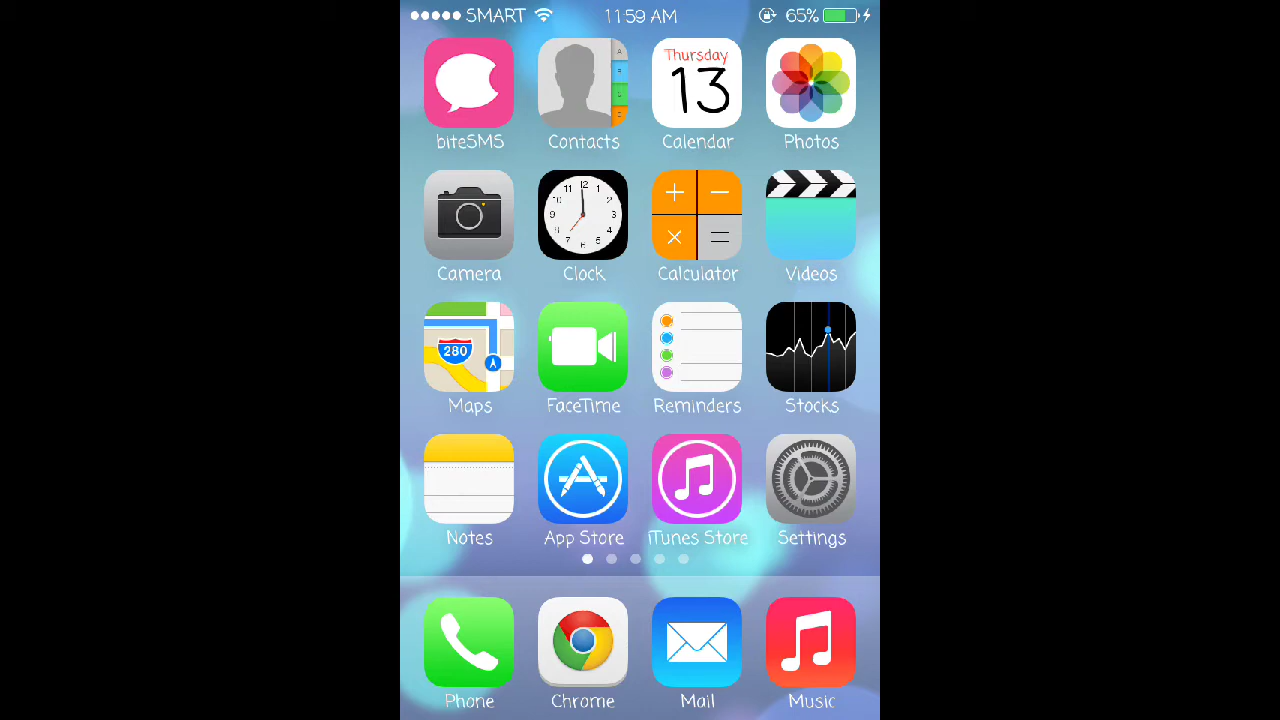 SMART 11:59 AM 65%
Thursday
13
biteSMS Contacts Calendar Photos
Camera Clock Calculator Videos
280
Maps FaceTime Reminders Stocks
Notes App Store iTunes Store Settings
Phone Chrome Mail Music